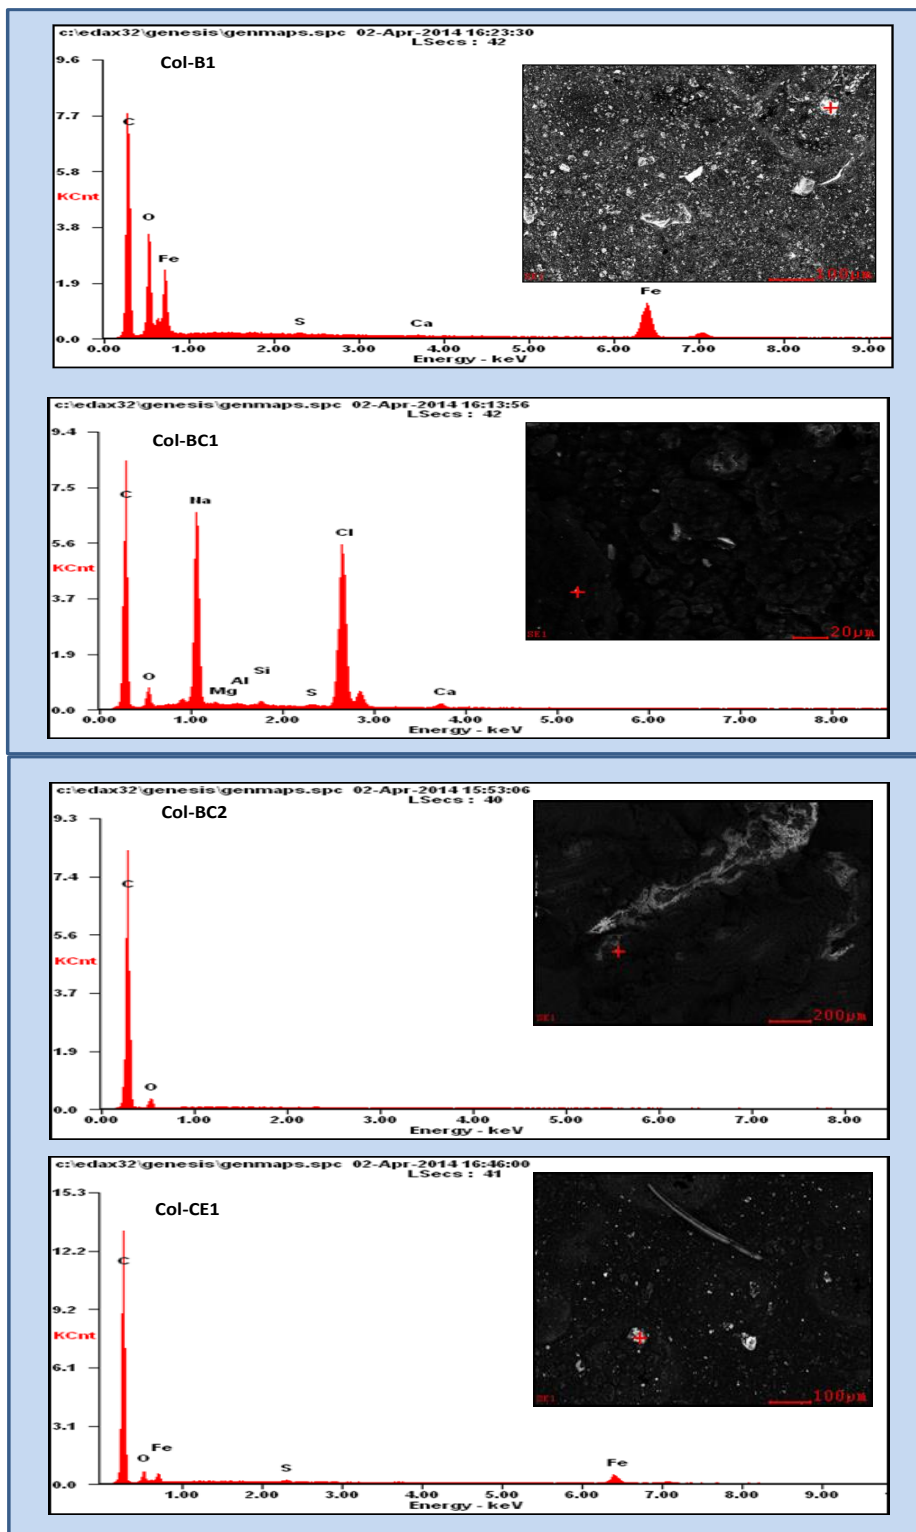 c:\edax32\genesis\genmaps.spc 02-Apr-2014 16:23:30
LSecs : 42
9.6
Col-B1
7.7
C
5.8
KCnt
O
3.8
Fe
1.9
S
Ca
Fe
0.0
0.00 1.00 2.00 3.00 4.00 5.00 6.00 7.00 8.00 9.00
Energy - keV
SE1
100µm
c:\edax32\genesis\genmaps.spc 02-Apr-2014 16:13:56
LSecs : 42
9.4
Col-BC1
7.5
C
Na
5.6
Cl
KCnt
3.7
1.9
O
Mg
Al
Si
S
Ca
0.0
0.00 1.00 2.00 3.00 4.00 5.00 6.00 7.00 8.00
Energy - keV
SE1
20µm
c:\edax32\genesis\genmaps.spc 02-Apr-2014 15:53:06
LSecs : 40
Col-BC2
9.3
7.4
C
5.6
KCnt
3.7
1.9
O
0.0
0.00 1.00 2.00 3.00 4.00 5.00 6.00 7.00 8.00
Energy - keV
SE1
200µm
c:\edax32\genesis\genmaps.spc 02-Apr-2014 16:46:00
LSecs : 41
15.3
Col-CE1
12.2
C
9.2
KCnt
6.1
3.1
O
Fe
S
Fe
0.0
1.00 2.00 3.00 4.00 5.00 6.00 7.00 8.00 9.00
Energy - keV
SE1
100µm